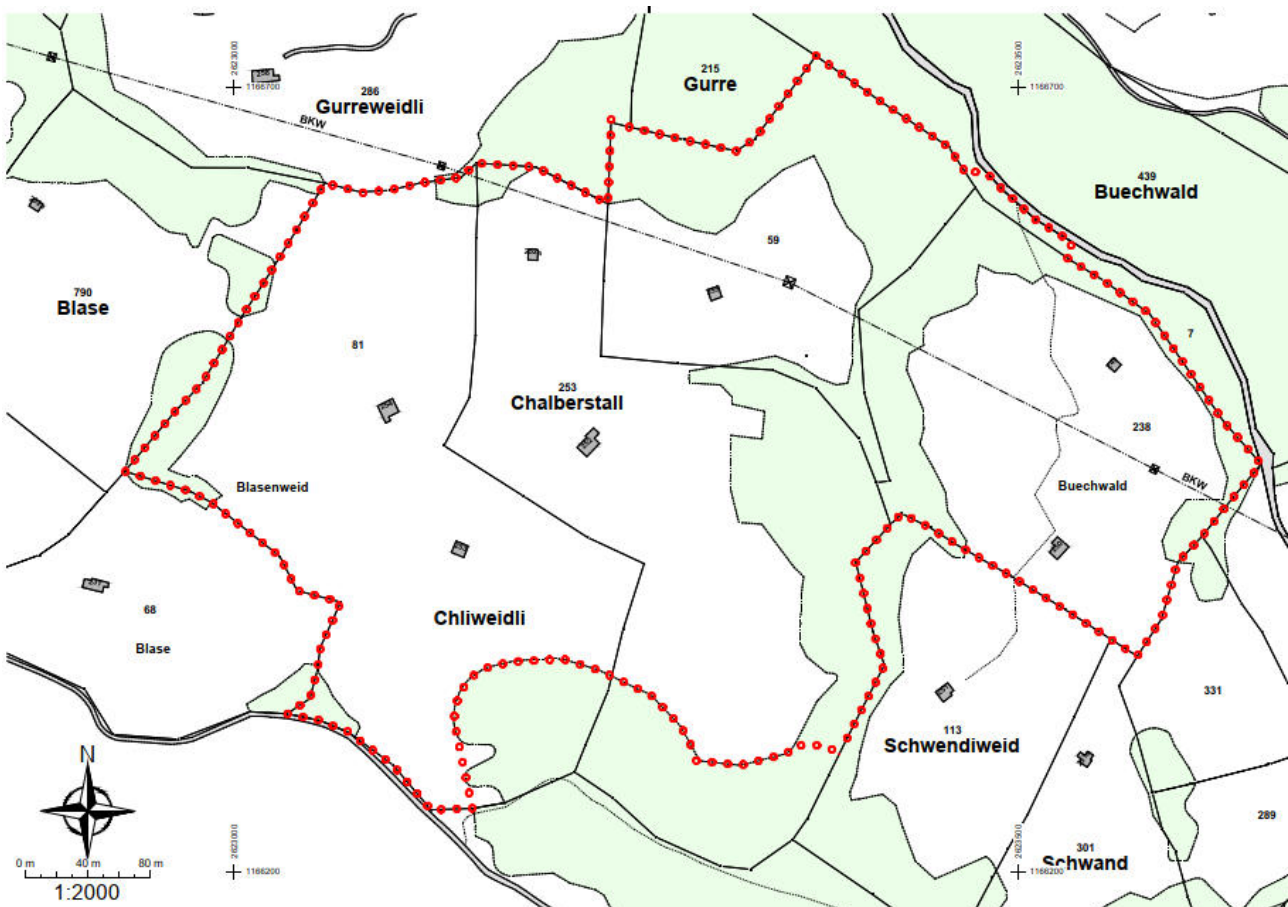 2623000
1166700
286
Gurreweidli
BKW
215
Gurre
2623500
1166700
439
Buechwald
59
790
Blase
81
7
253
Chalberstall
238
Buechwald
BKW
Blasenweid
68
Blase
Chliweidli
331
113
Schwendiweid
289
301
Schwand
N
0 m 40 m 80 m
1:2000
2623000
1166200
2623500
1166200